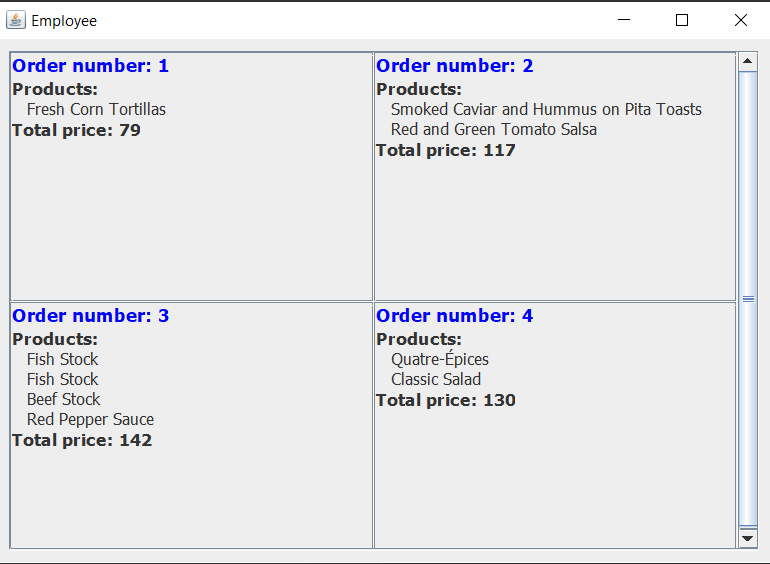 Employee
Order number: 1
Products:
Fresh Corn Tortillas
Total price: 79
Order number: 2
Products:
Smoked Caviar and Hummus on Pita Toasts
Red and Green Tomato Salsa
Total price: 117
Order number: 3
Products:
Fish Stock
Fish Stock
Beef Stock
Red Pepper Sauce
Total price: 142
Order number: 4
Products:
Quatre-Épices
Classic Salad
Total price: 130